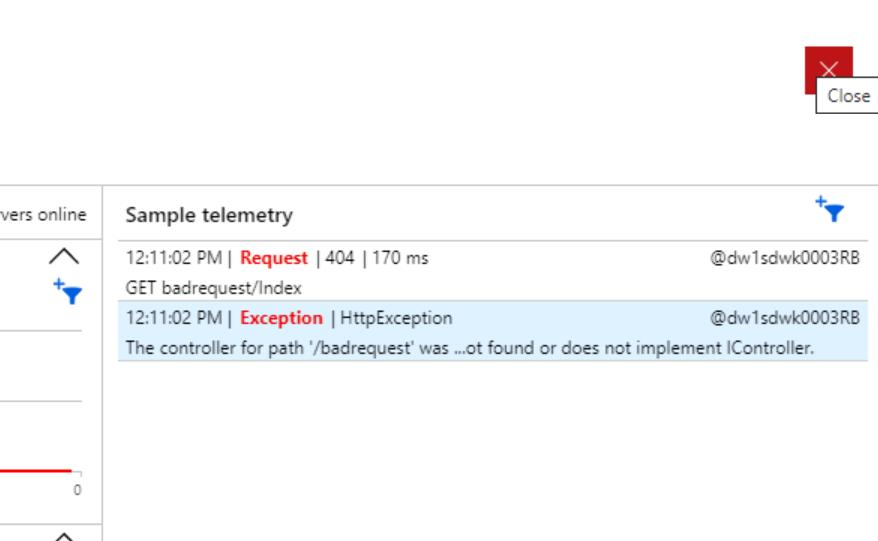 Close
vers online
Sample telemetry
12:11:02 PM | Request | 404 | 170 ms @dw1sdwk0003RB
GET badrequest/Index
12:11:02 PM | Exception | HttpException @dw1sdwk0003RB
The controller for path '/badrequest' was ...ot found or does not implement IController.
0